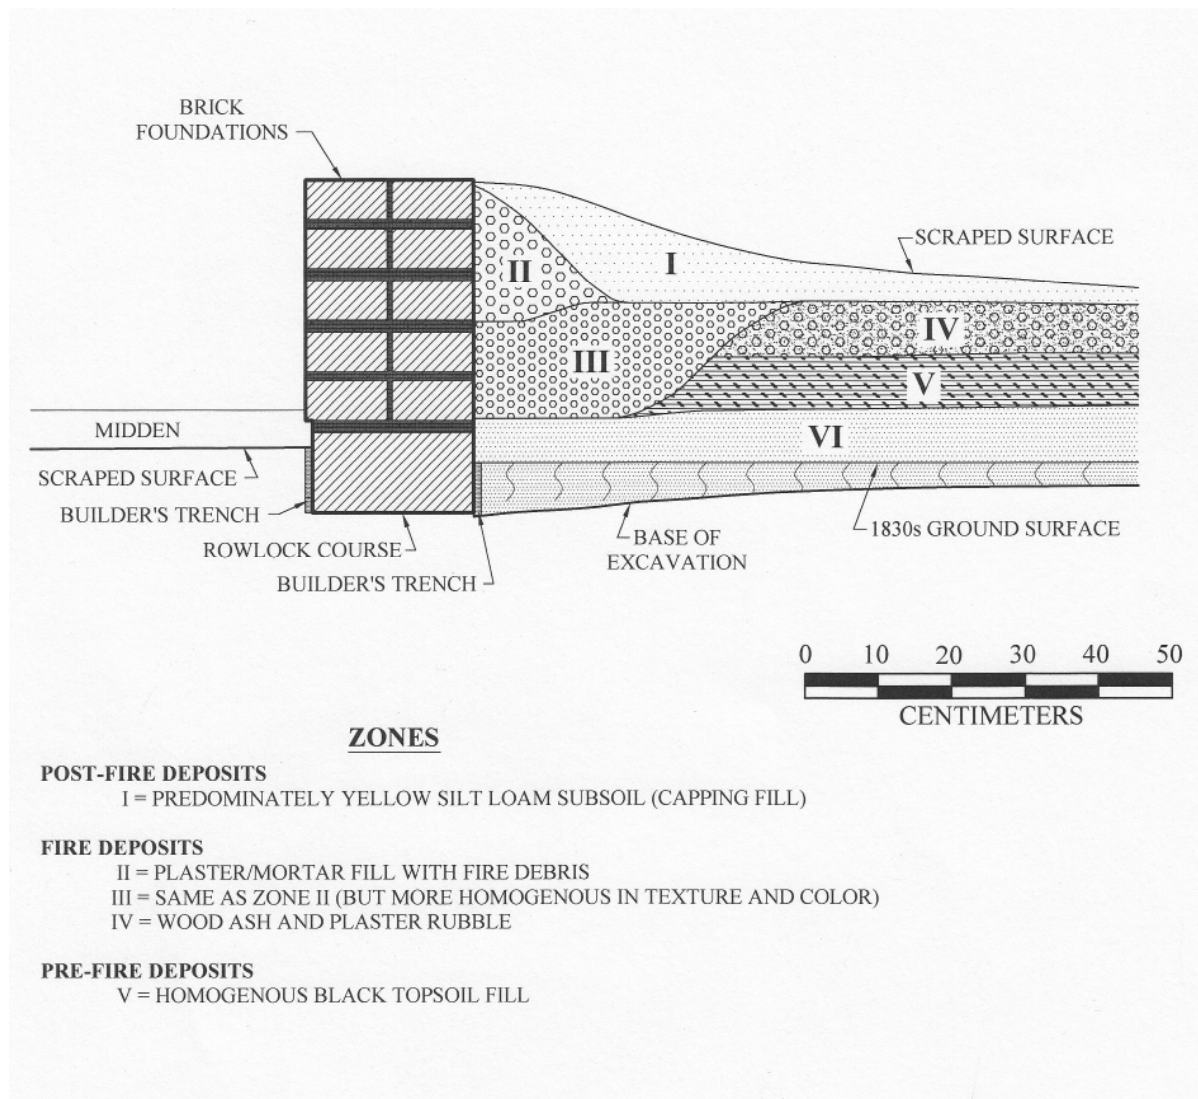 BRICK
FOUNDATIONS
SCRAPED SURFACE
I
II
III
IV
V
VI
MIDDEN
SCRAPED SURFACE
BUILDER'S TRENCH
ROWLOCK COURSE
BUILDER'S TRENCH
BASE OF
EXCAVATION
1830s GROUND SURFACE
0 10 20 30 40 50
CENTIMETERS
ZONES
POST-FIRE DEPOSITS
I = PREDOMINATELY YELLOW SILT LOAM SUBSOIL (CAPPING FILL)
FIRE DEPOSITS
II = PLASTER/MORTAR FILL WITH FIRE DEBRIS
III = SAME AS ZONE II (BUT MORE HOMOGENOUS IN TEXTURE AND COLOR)
IV = WOOD ASH AND PLASTER RUBBLE
PRE-FIRE DEPOSITS
V = HOMOGENOUS BLACK TOPSOIL FILL